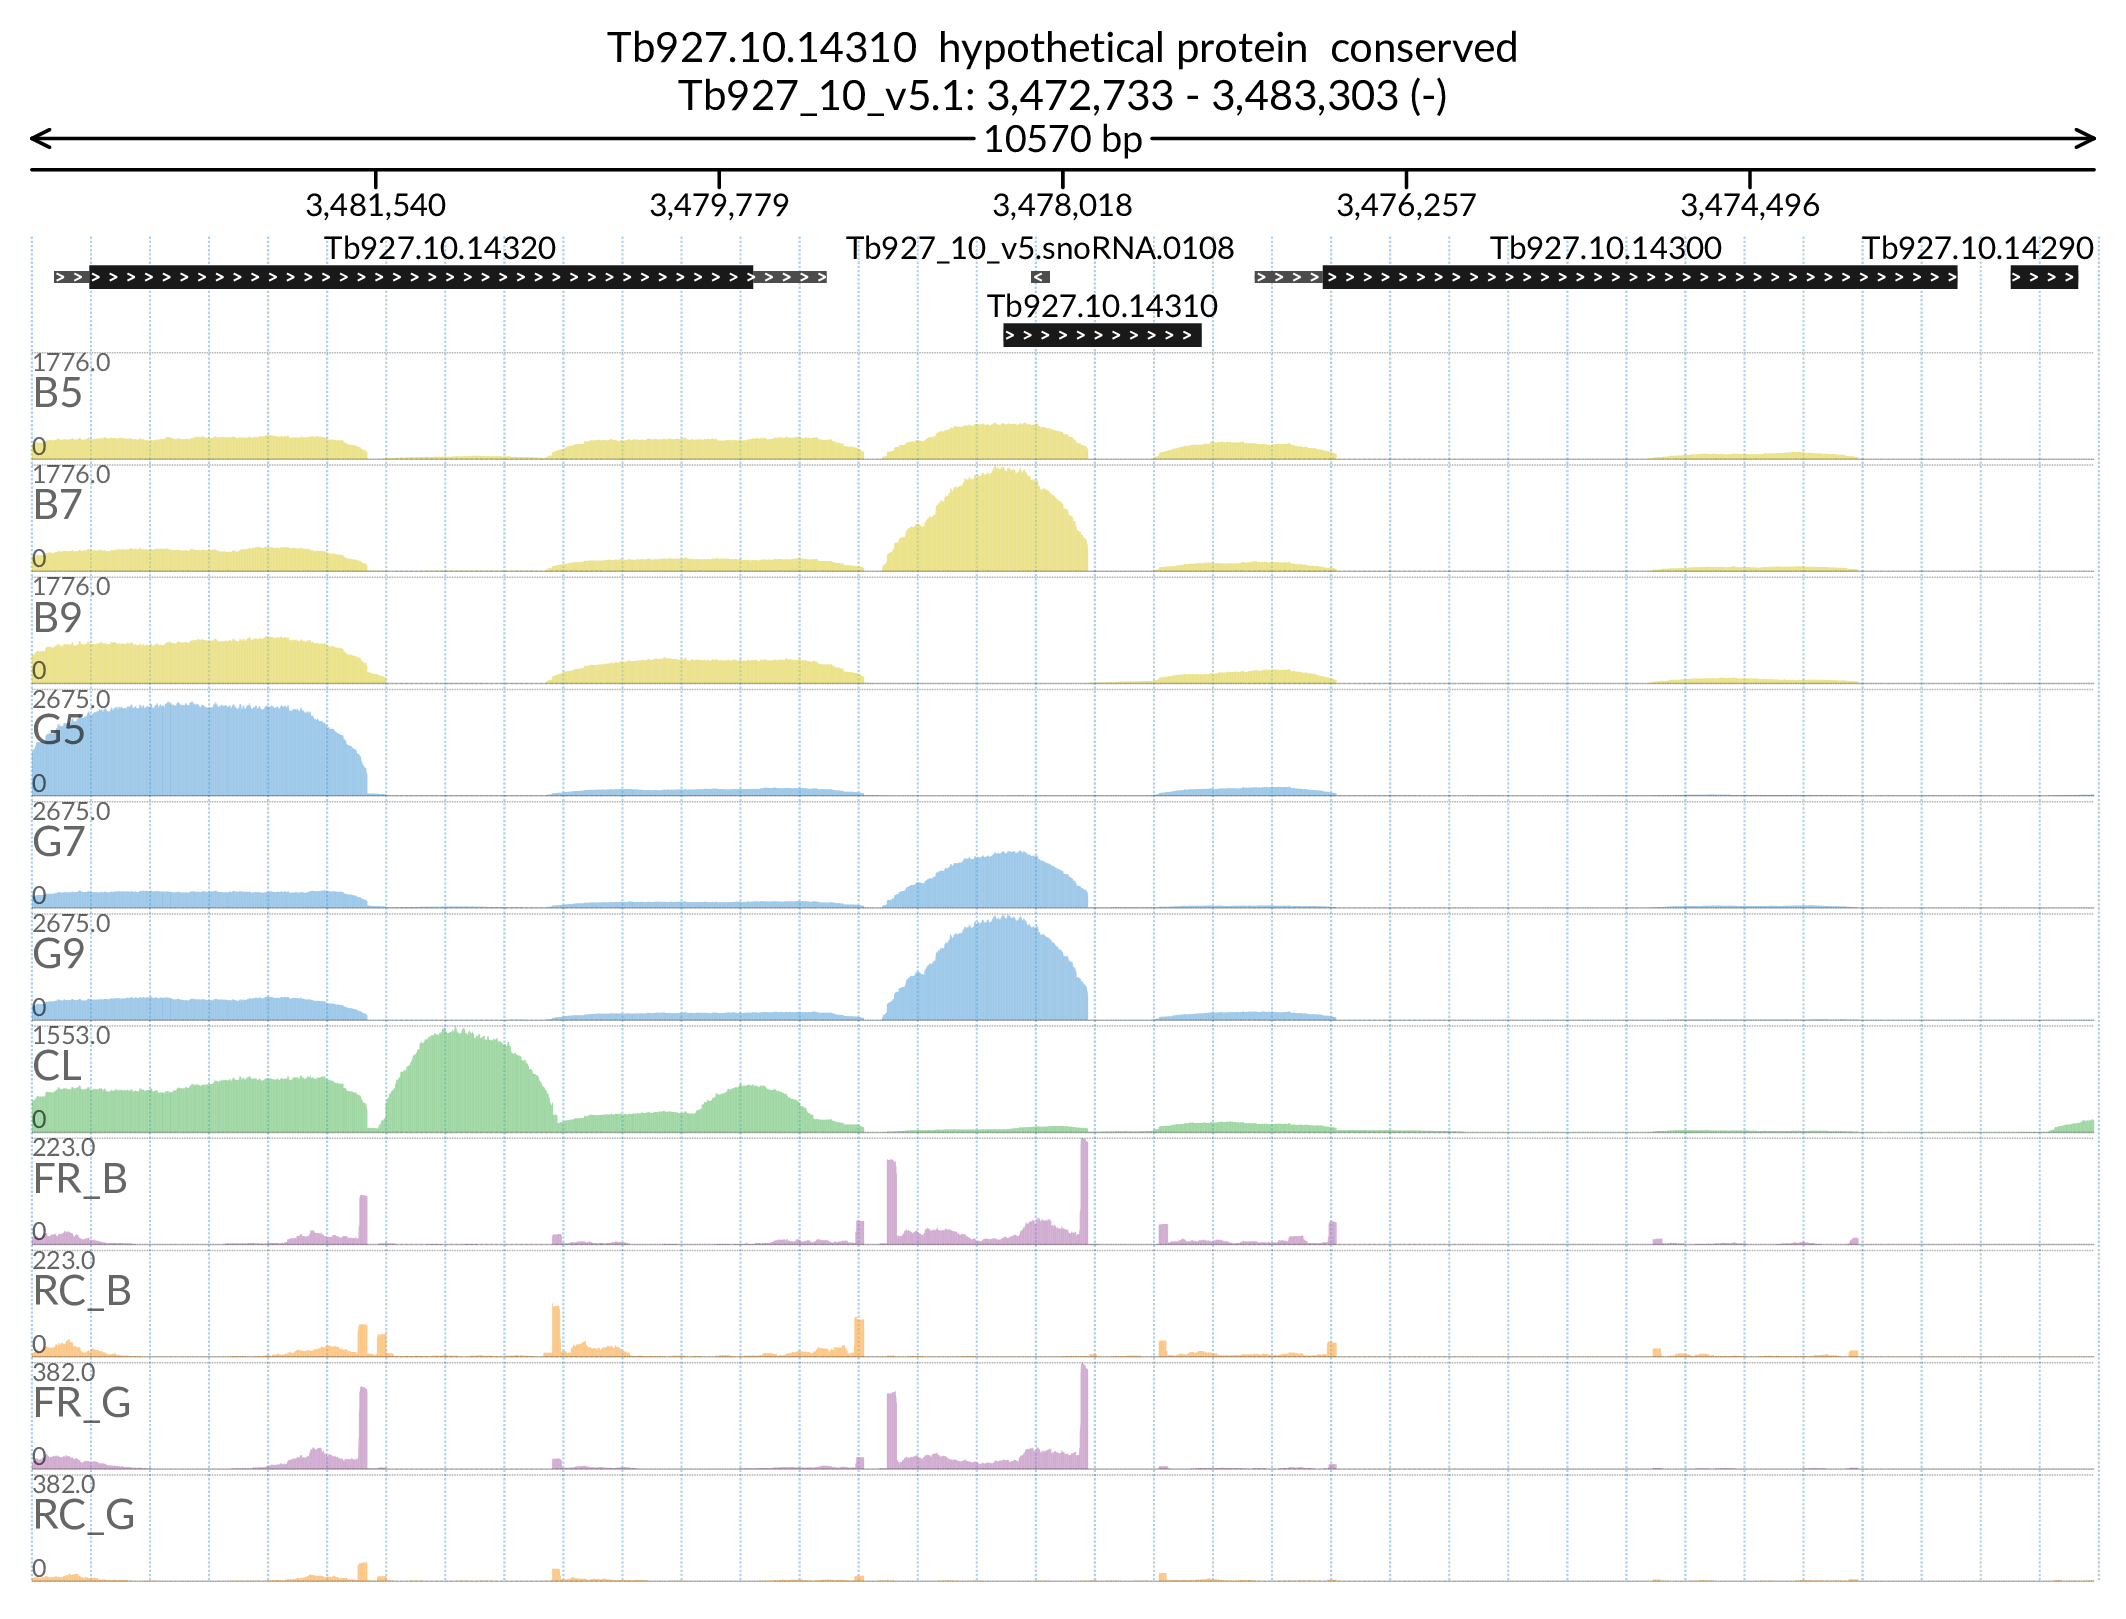 Tb927.10.14310  hypothetical protein  conserved
Tb927_10_v5.1: 3,472,733 - 3,483,303 (-)
10570 bp
3,481,540 3,479,779 3,478,018 3,476,257 3,474,496
Tb927.10.14320 Tb927_10_v5.snoRNA.0108 Tb927.10.14300 Tb927.10.14290
Tb927.10.14310
1776.0
B5
0
1776.0
B7
0
1776.0
B9
0
2675.0
G5
0
2675.0
G7
0
2675.0
G9
0
1553.0
CL
0
223.0
FR_B
0
223.0
RC_B
0
382.0
FR_G
0
382.0
RC_G
0